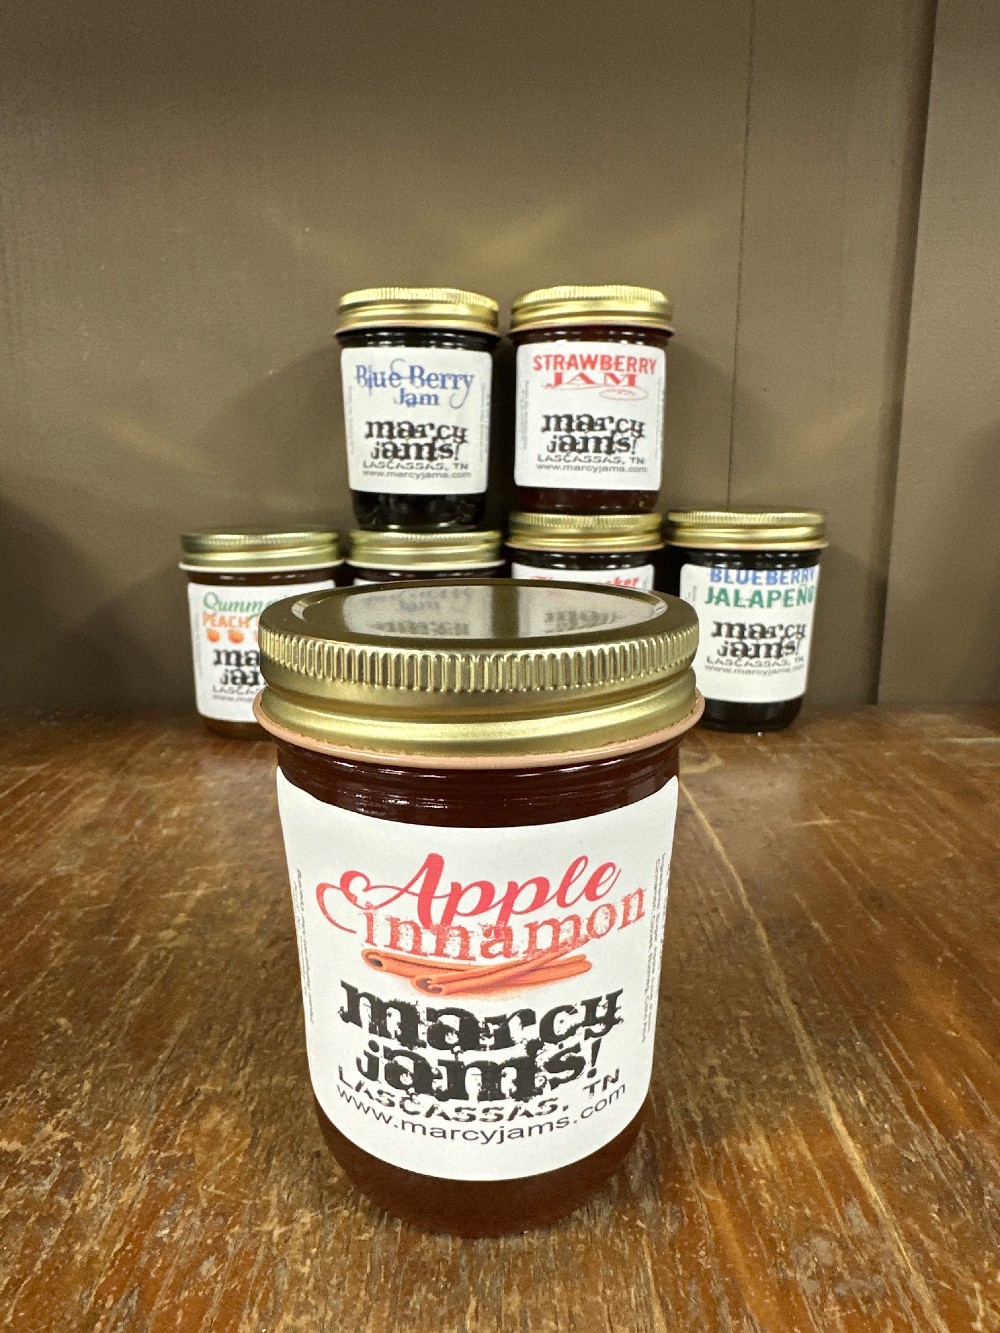 Blue Berry
Jam
marcy
jams!
LASCASSAS, TN
www.marcyjams.com
STRAWBERRY
JAM
marcy
jams!
LASCASSAS, TN
www.marcyjams.com
PEACH
BLUEBERRY
JALAPEÑO
marcy
jams!
LASCASSAS, TN
www.marcyjams.com
Apple
Cinnamon
marcy
jams!
LASCASSAS, TN
www.marcyjams.com